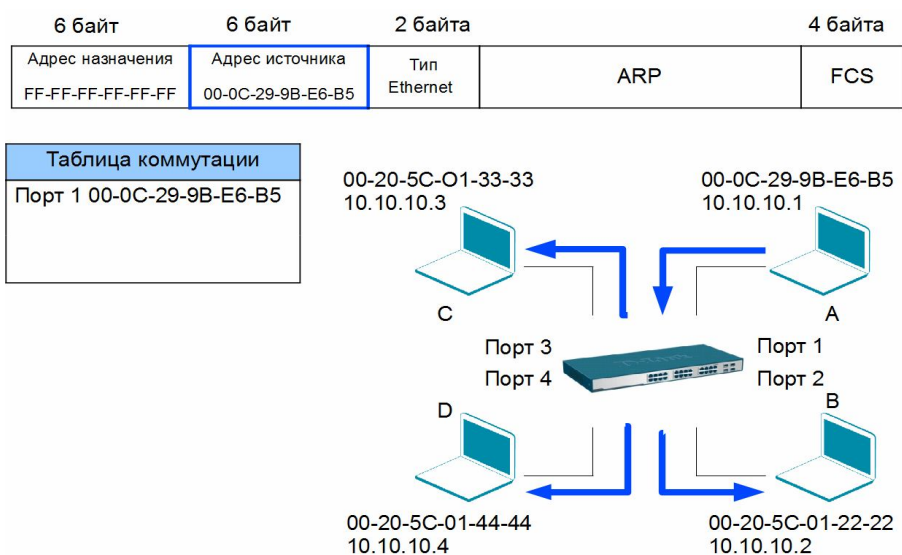 6 байт
6 байт
2 байта
4 байта
Адрес назначения
FF-FF-FF-FF-FF-FF
Адрес источника
00-0C-29-9B-E6-B5
Тип
Ethernet
ARP
FCS
Таблица коммутации
Порт 1 00-0C-29-9B-E6-B5
00-20-5C-O1-33-33
10.10.10.3
00-0C-29-9B-E6-B5
10.10.10.1
C
A
Порт 3
Порт 1
Порт 4
Порт 2
D
B
00-20-5C-01-44-44
10.10.10.4
00-20-5C-01-22-22
10.10.10.2